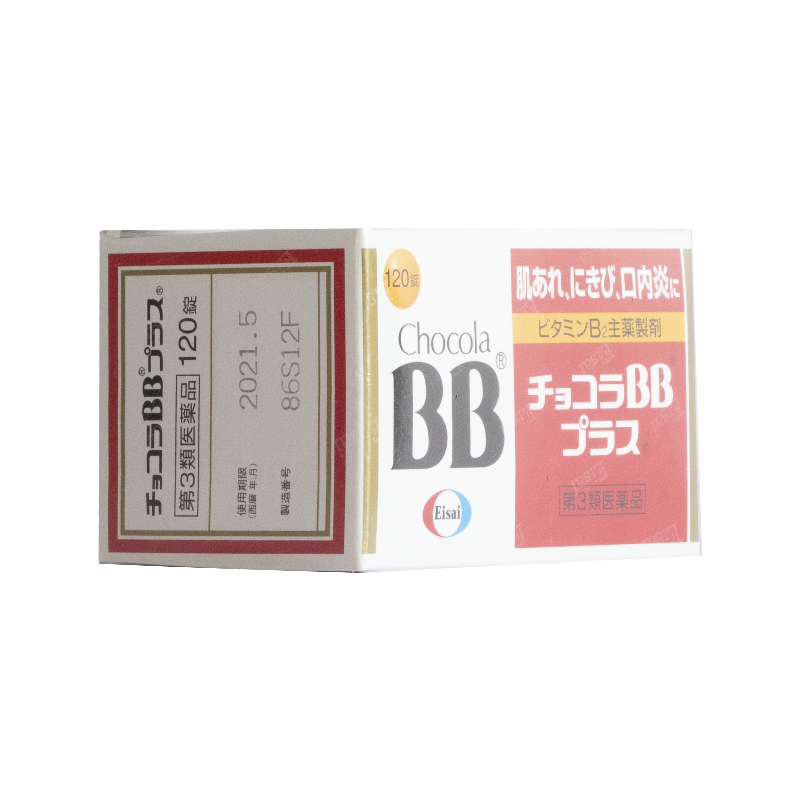 チョコラBBプラス®
第3類医薬品 120錠
使用期限
(西暦 年.月)
2021.5
製造番号
86S12F
120錠
Chocola
BB®
Eisai
肌あれ、にきび、口内炎に
ビタミンB2主薬製剤
チョコラBB®
プラス®
第3類医薬品